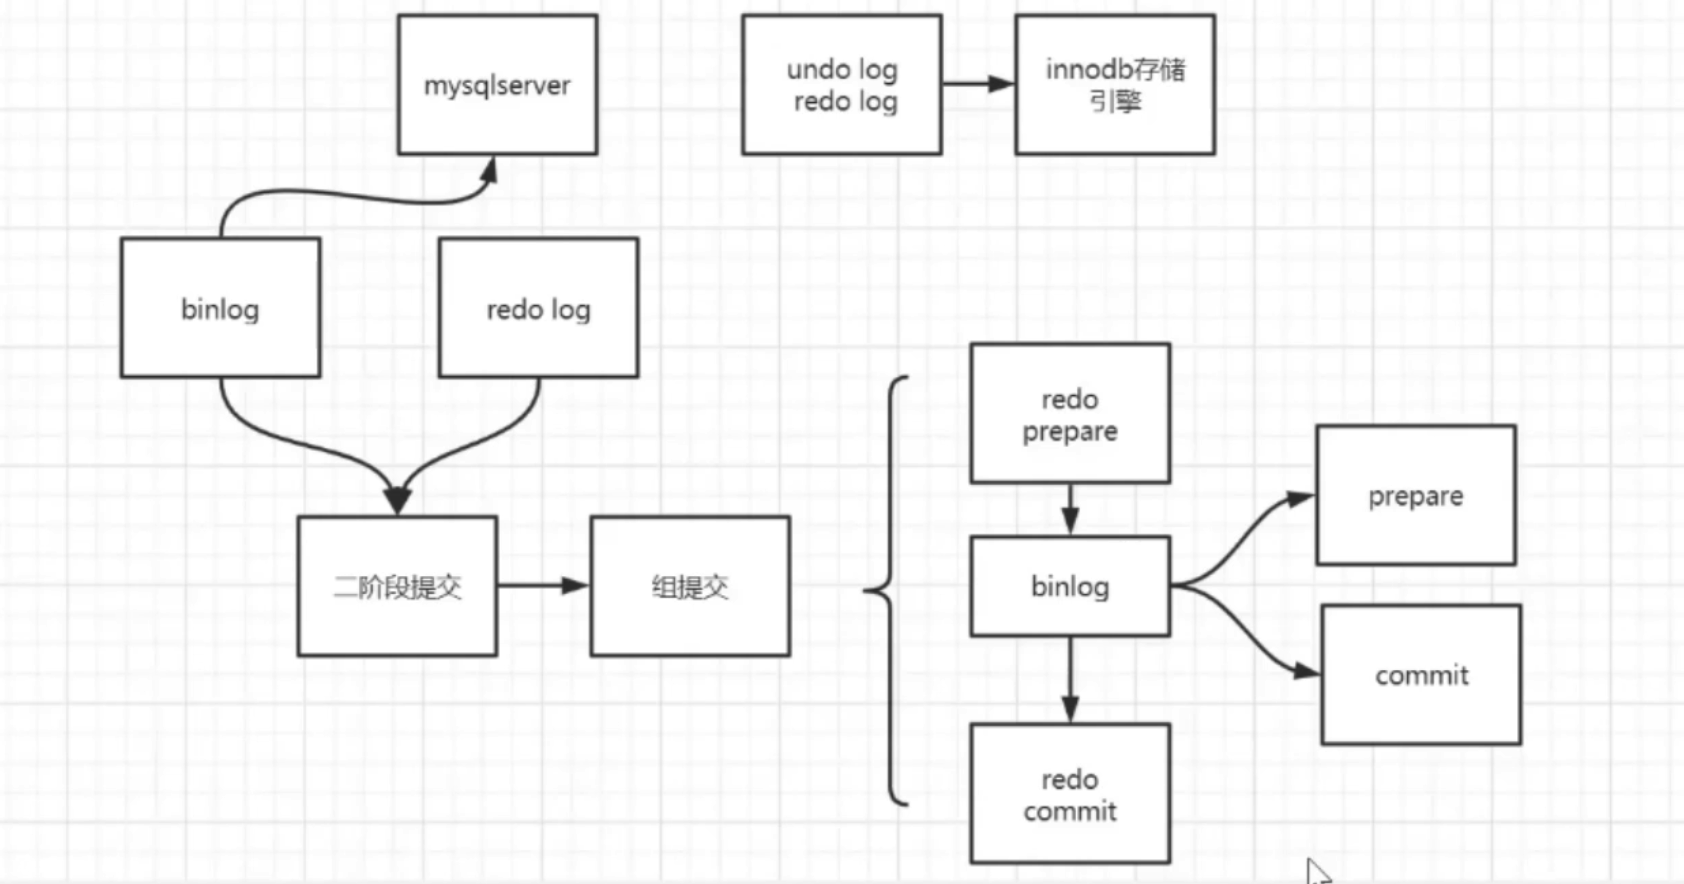 mysqlserver
undo log
redo log
innodb存储
引擎
binlog
redo log
二阶段提交
组提交
redo
prepare
binlog
redo
commit
prepare
commit